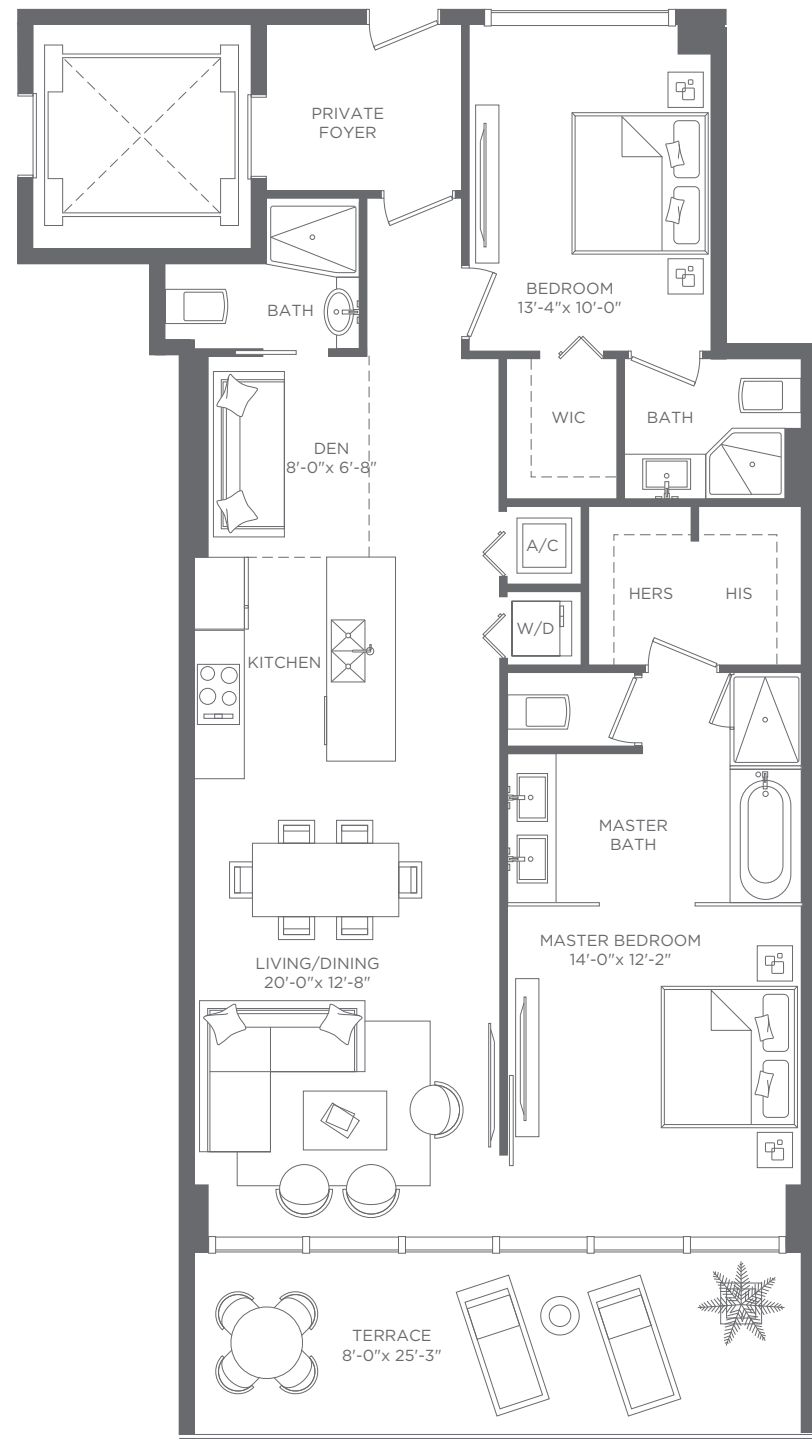 PRIVATE
FOYER
BEDROOM
13'-4"x 10'-0"
BATH
WIC
BATH
DEN
8'-0"x 6'-8"
A/C
HERS
HIS
W/D
KITCHEN
MASTER
BATH
MASTER BEDROOM
14'-0"x 12'-2"
LIVING/DINING
20'-0"x 12'-8"
TERRACE
8'-0"x 25'-3"